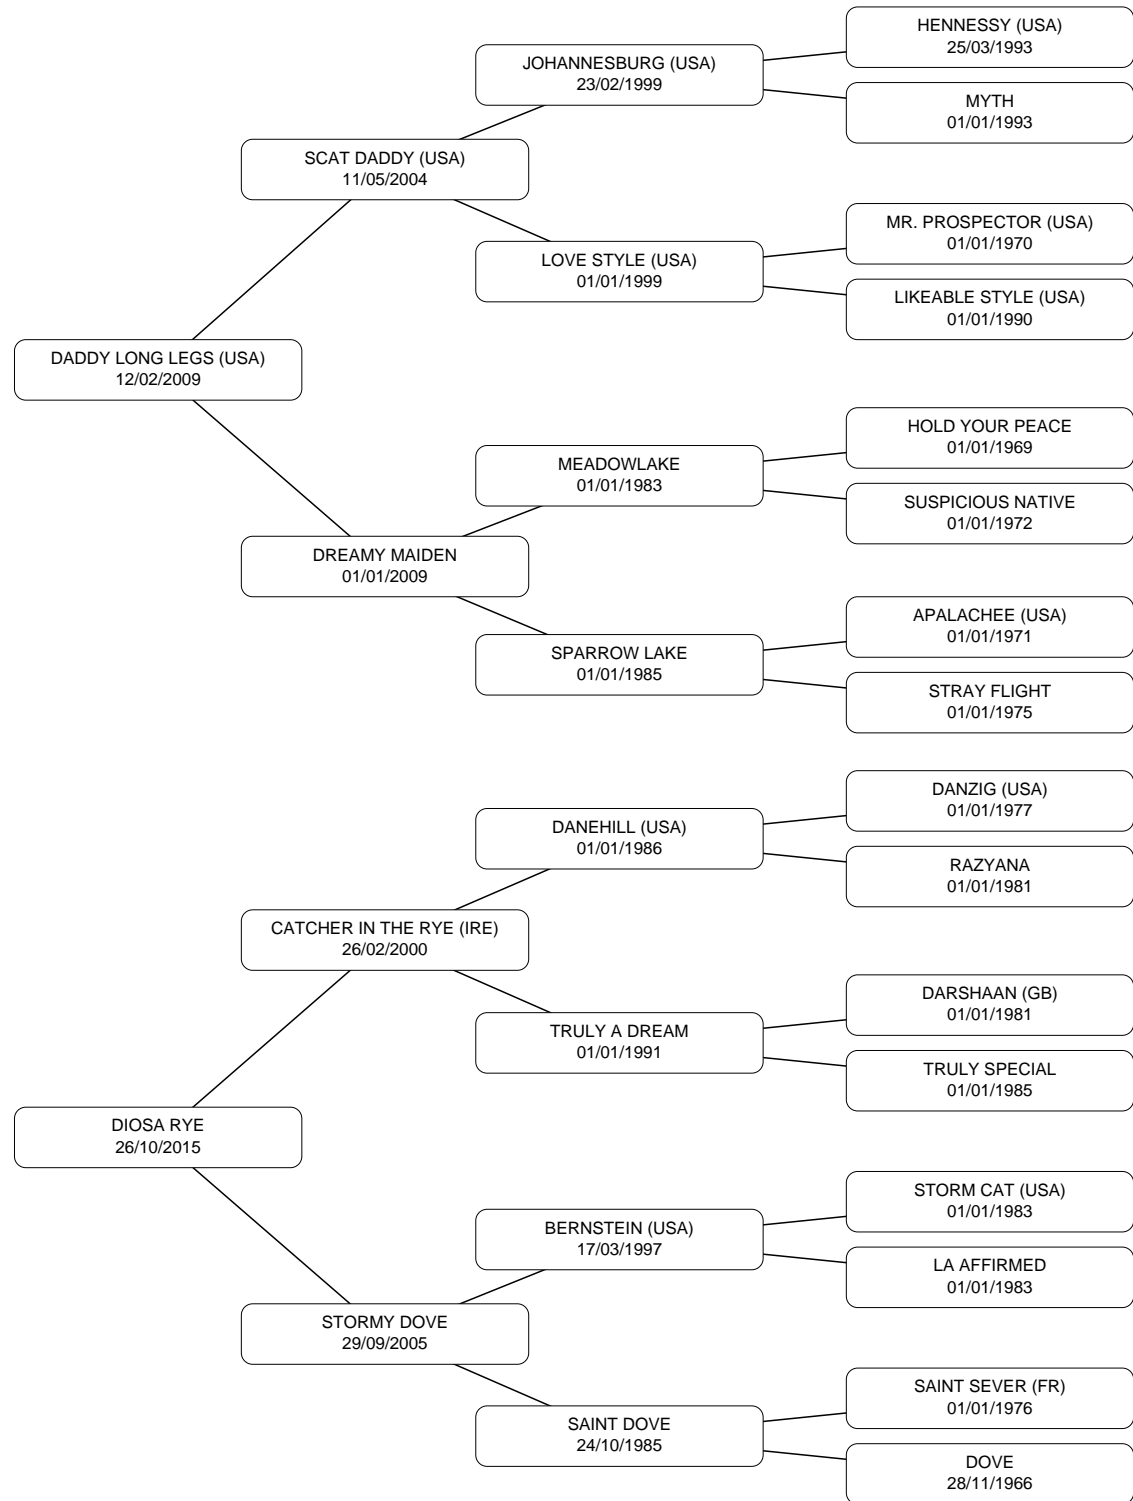 HENNESSY (USA)
25/03/1993
JOHANNESBURG (USA)
23/02/1999
MYTH
01/01/1993
SCAT DADDY (USA)
11/05/2004
MR. PROSPECTOR (USA)
01/01/1970
LOVE STYLE (USA)
01/01/1999
LIKEABLE STYLE (USA)
01/01/1990
DADDY LONG LEGS (USA)
12/02/2009
HOLD YOUR PEACE
01/01/1969
MEADOWLAKE
01/01/1983
SUSPICIOUS NATIVE
01/01/1972
DREAMY MAIDEN
01/01/2009
APALACHEE (USA)
01/01/1971
SPARROW LAKE
01/01/1985
STRAY FLIGHT
01/01/1975
DANZIG (USA)
01/01/1977
DANEHILL (USA)
01/01/1986
RAZYANA
01/01/1981
CATCHER IN THE RYE (IRE)
26/02/2000
DARSHAAN (GB)
01/01/1981
TRULY A DREAM
01/01/1991
TRULY SPECIAL
01/01/1985
DIOSA RYE
26/10/2015
STORM CAT (USA)
01/01/1983
BERNSTEIN (USA)
17/03/1997
LA AFFIRMED
01/01/1983
STORMY DOVE
29/09/2005
SAINT SEVER (FR)
01/01/1976
SAINT DOVE
24/10/1985
DOVE
28/11/1966